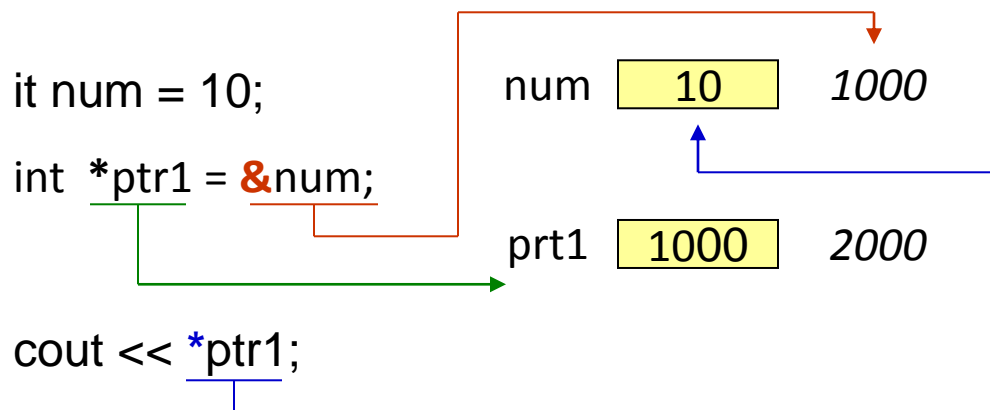 it num = 10;
num 10 1000
int *ptr1 = &num;
prt1 1000 2000
cout << *ptr1;